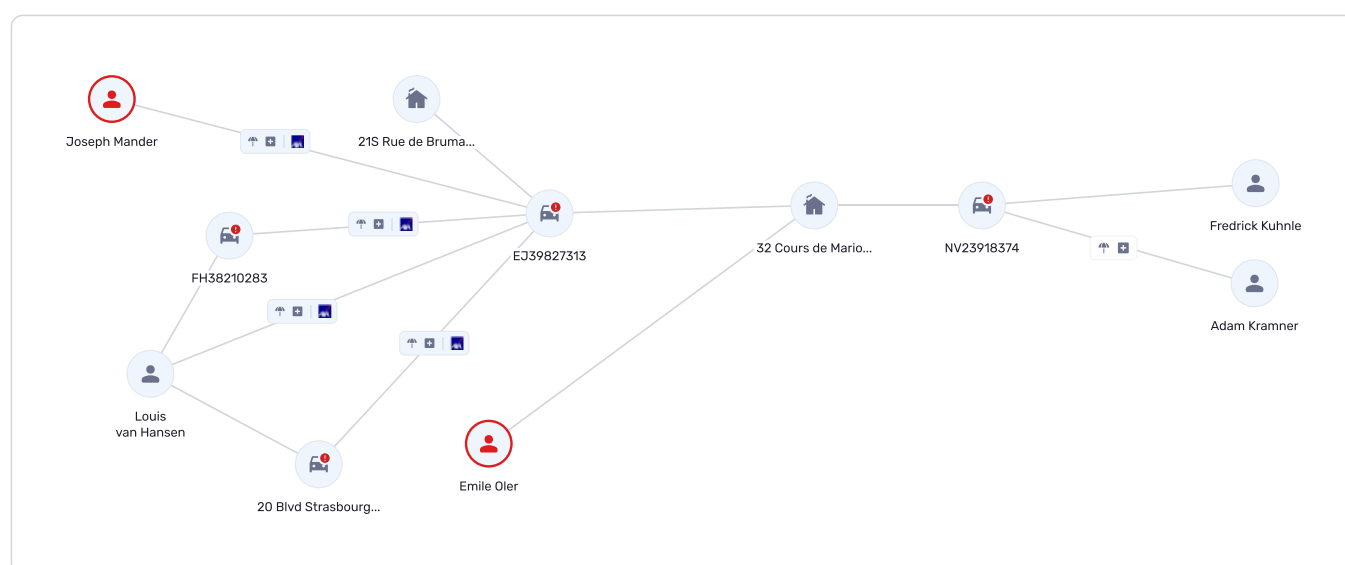 Joseph Mander
21S Rue de Bruma...
Fredrick Kuhnle
EJ39827313
32 Cours de Mario...
NV23918374
FH38210283
Adam Kramner
Louis
van Hansen
Emile Oler
20 Blvd Strasbourg...